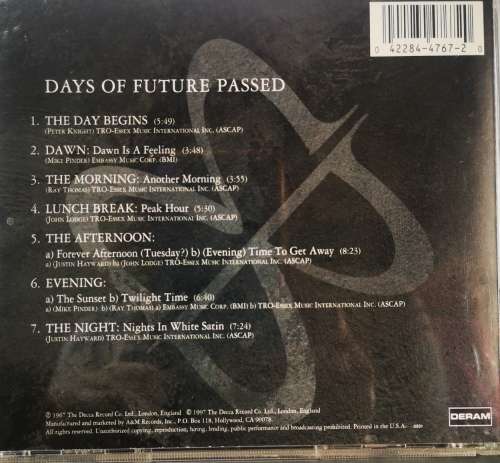 0 42284-4767-2 0
DAYS OF FUTURE PASSED
1. THE DAY BEGINS (5:49)
(PETER KNIGHT) TRO-ESSEX MUSIC INTERNATIONAL INC. (ASCAP)
2. DAWN: Dawn Is A Feeling (3:48)
(MIKE PINDER) EMBASSY MUSIC CORP. (BMI)
3. THE MORNING: Another Morning (3:55)
(RAY THOMAS) TRO-ESSEX MUSIC INTERNATIONAL INC. (ASCAP)
4. LUNCH BREAK: Peak Hour (5:30)
(JOHN LODGE) TRO-ESSEX MUSIC INTERNATIONAL INC. (ASCAP)
5. THE AFTERNOON:
a) Forever Afternoon (Tuesday?) b) (Evening) Time To Get Away (8:23)
a) (JUSTIN HAYWARD) b) (JOHN LODGE) TRO-ESSEX MUSIC INTERNATIONAL INC. (ASCAP)
6. EVENING:
a) The Sunset b) Twilight Time (6:40)
a) (MIKE PINDER) b) (RAY THOMAS) a) EMBASSY MUSIC CORP. (BMI) b) TRO-ESSEX MUSIC INTERNATIONAL INC. (ASCAP)
7. THE NIGHT: Nights In White Satin (7:24)
(JUSTIN HAYWARD) TRO-ESSEX MUSIC INTERNATIONAL INC. (ASCAP)
℗ 1967 The Decca Record Co. Ltd., London, England © 1997 The Decca Record Co. Ltd., London, England
Manufactured and marketed by A&M Records, Inc. P.O. Box 118, Hollywood, CA 90078.
All rights reserved. Unauthorized copying, reproduction, hiring, lending, public performance and broadcasting prohibited. Printed in the U.S.A.
DERAM